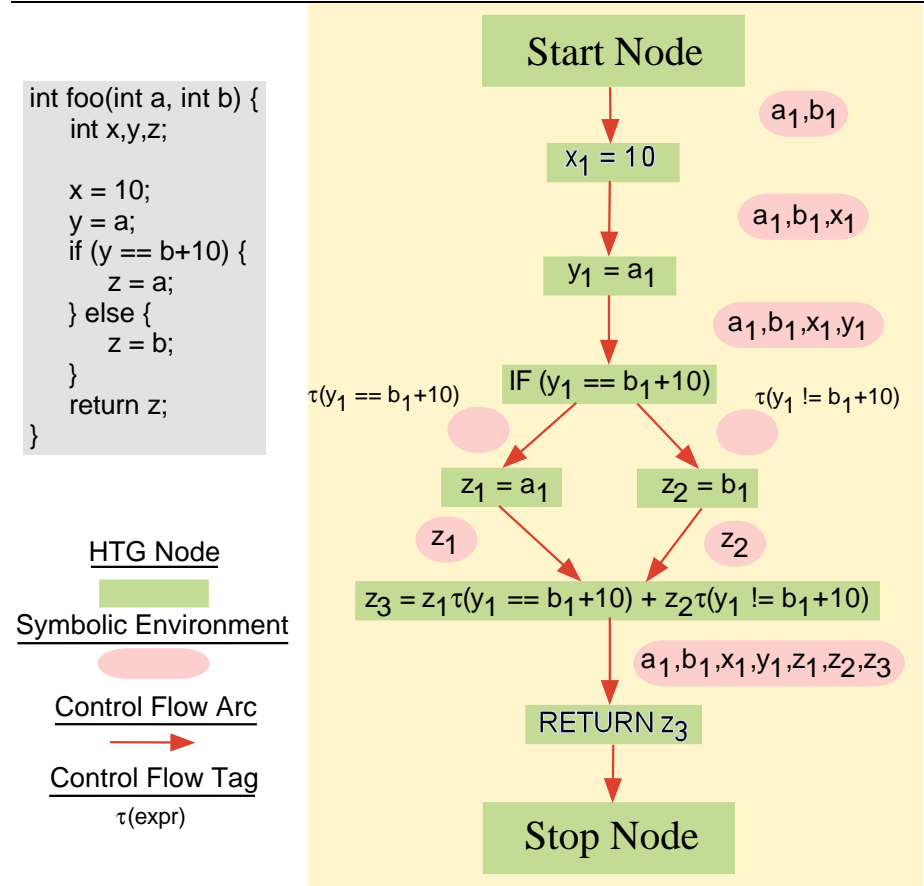 int foo(int a, int b) {
int x,y,z;
x = 10;
y = a;
if (y == b+10) {
z = a;
} else {
z = b;
}
return z;
}
HTG Node
Symbolic Environment
Control Flow Arc
Control Flow Tag
τ(expr)
Start Node
a₁,b₁
x₁ = 10
a₁,b₁,x₁
y₁ = a₁
a₁,b₁,x₁,y₁
IF (y₁ == b₁+10)
τ(y₁ == b₁+10)
τ(y₁ != b₁+10)
z₁ = a₁
z₂ = b₁
z₁
z₂
z₃ = z₁τ(y₁ == b₁+10) + z₂τ(y₁ != b₁+10)
a₁,b₁,x₁,y₁,z₁,z₂,z₃
RETURN z₃
Stop Node